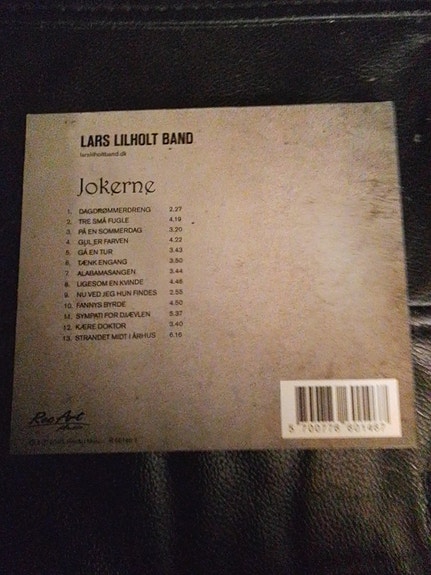 LARS LILHOLT BAND
larslilholtband.dk
Jokerne
1. DAGDRØMMERDRENG 2.27
2. TRE SMÅ FUGLE 4.19
3. PÅ EN SOMMERDAG 3.20
4. GUL ER FARVEN 4.22
5. GÅ EN TUR 3.43
6. TÆNK ENGANG 3.50
7. ALABAMASANGEN 3.44
8. LIGESOM EN KVINDE 4.48
9. NU VED JEG HUN FINDES 2.55
10. FANNYS BYRDE 4.50
11. SYMPATI FOR DJÆVLEN 5.37
12. KÆRE DOKTOR 3.40
13. STRANDET MIDT I ÅRHUS 6.16
Rec Art
Music
5 700776 601467